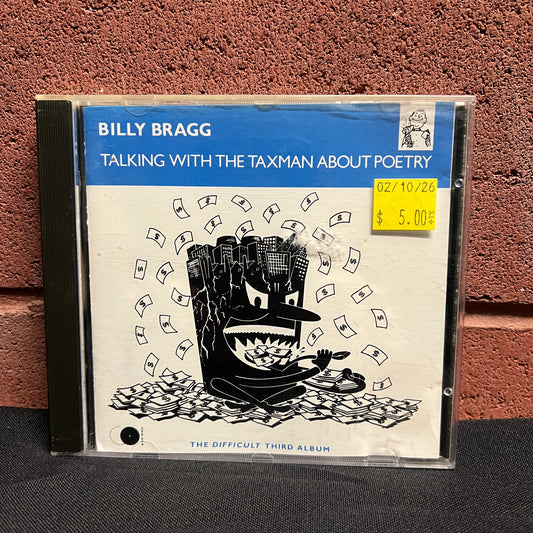 BILLY BRAGG
TALKING WITH THE TAXMAN ABOUT POETRY
02/10/26
$ 5.00
THE DIFFICULT THIRD ALBUM